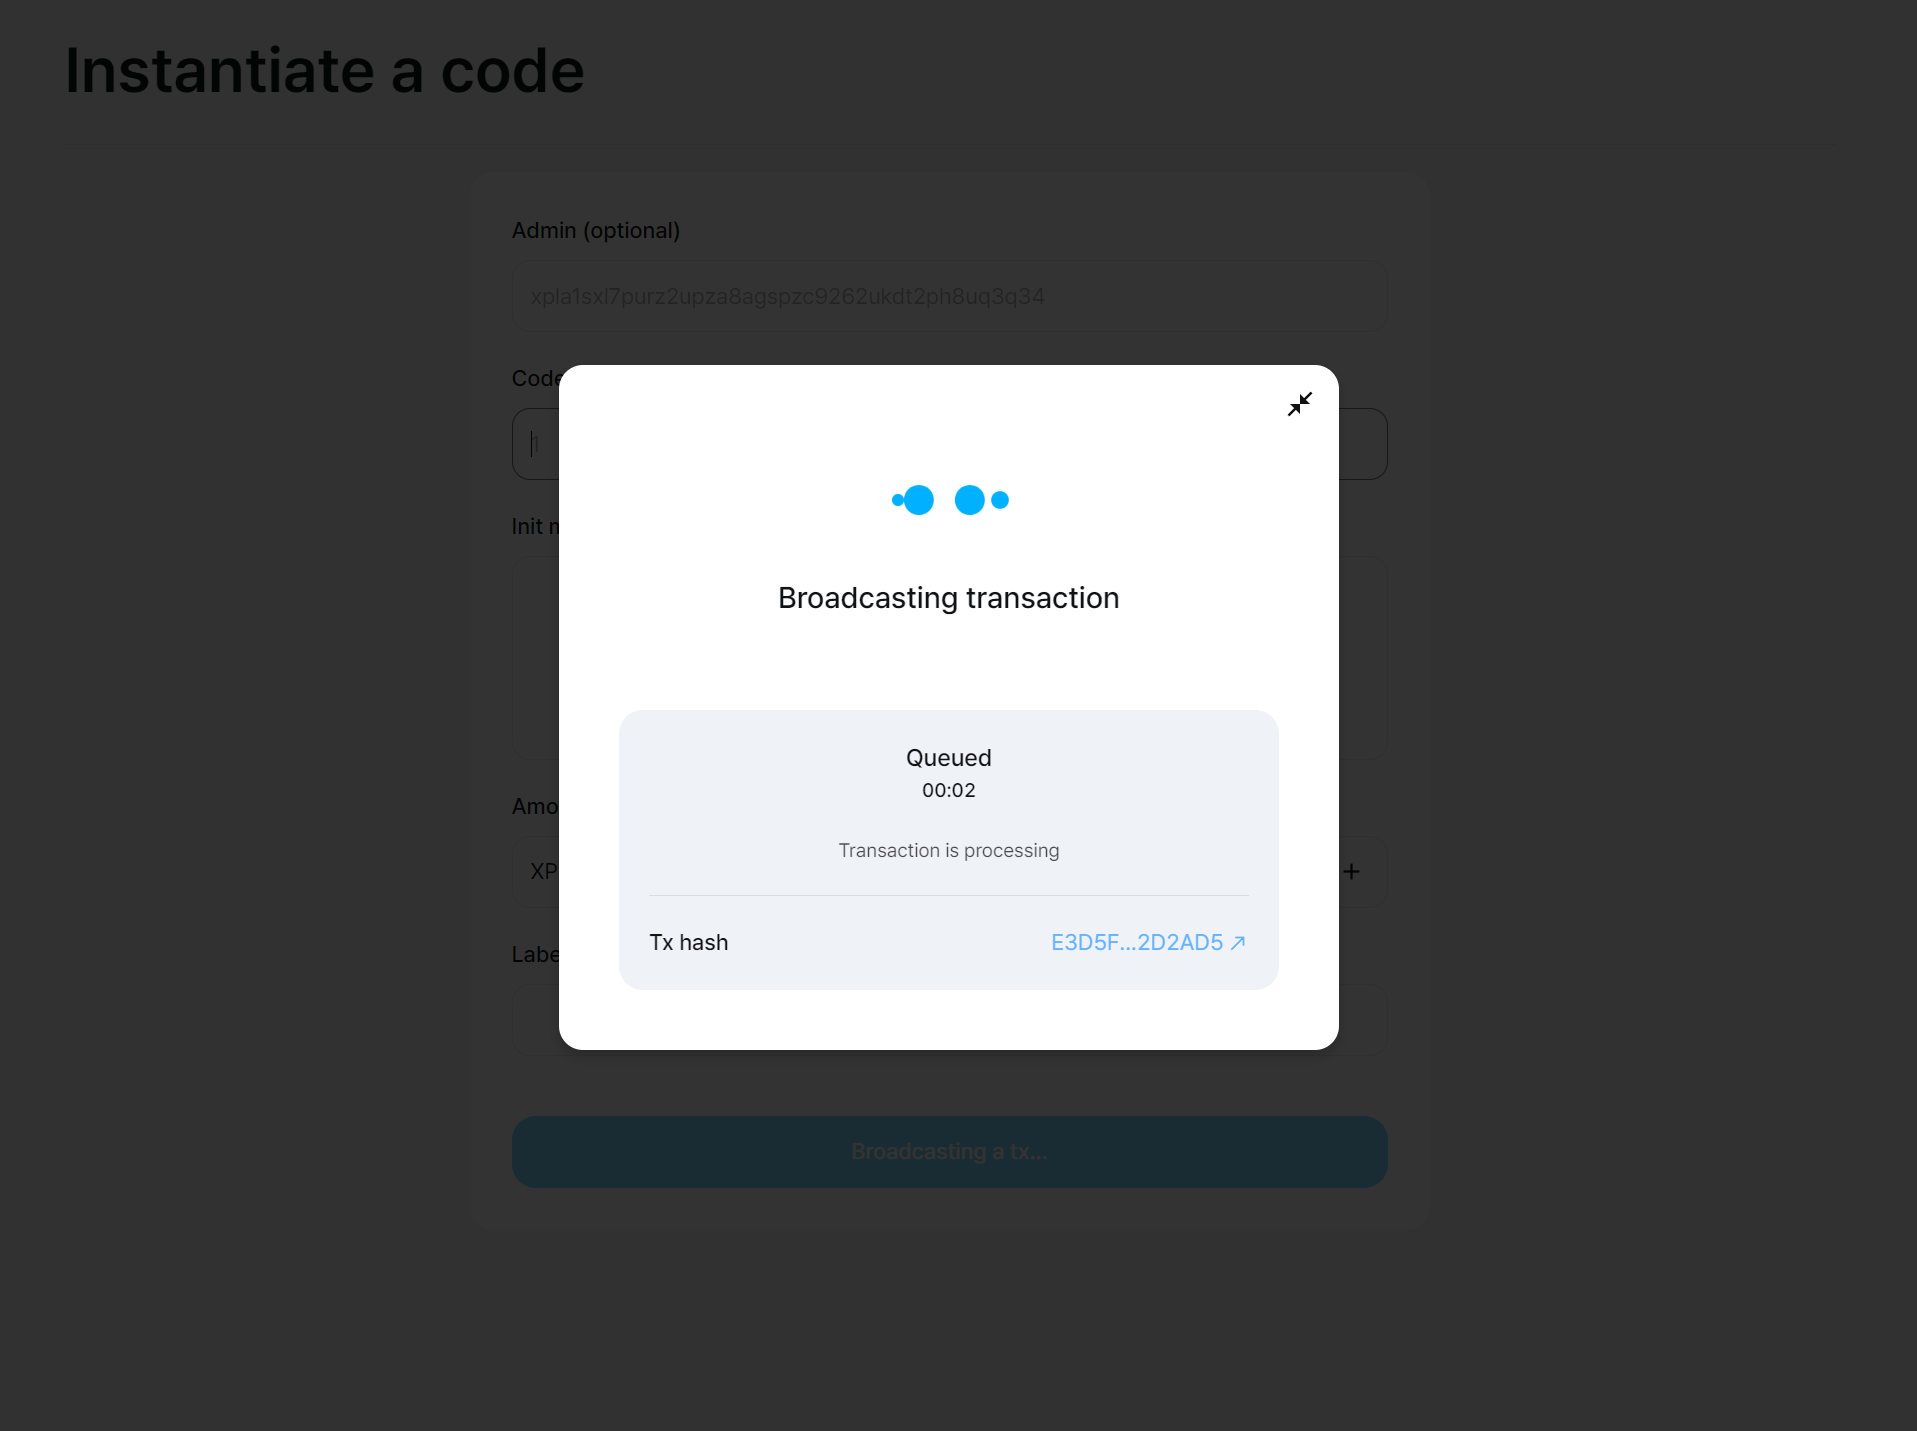 Instantiate a code
Admin (optional)
xpla1sxl7purz2upza8agspzc9262ukdt2ph8uq3q34
Code
1
Init
Broadcasting transaction
Queued
00:02
Transaction is processing
Amo
XP
+
Tx hash E3D5F...2D2AD5
Labe
Broadcasting a tx...